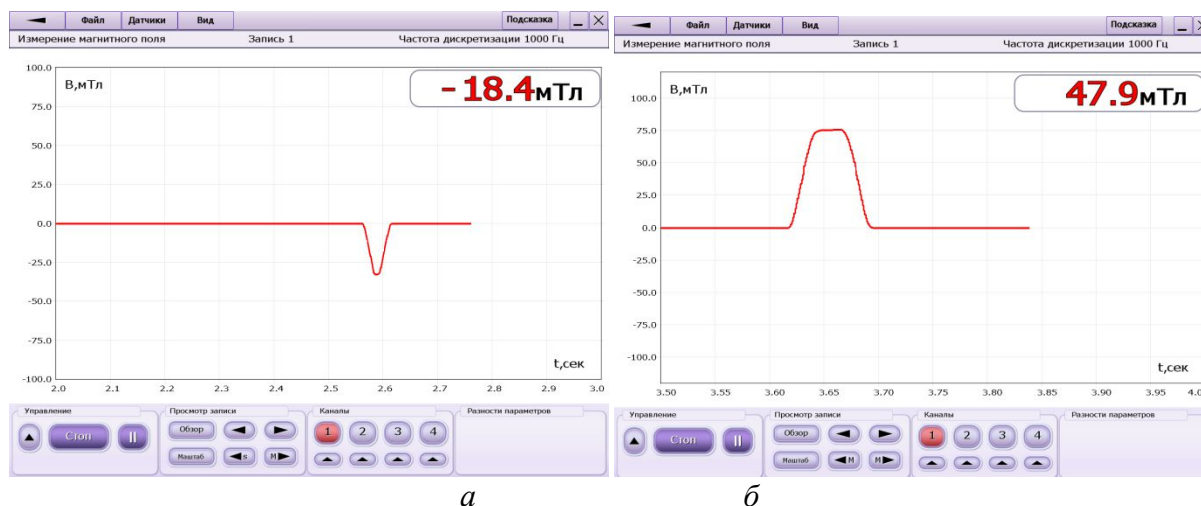 Файл Датчики Вид Подсказка
Измерение магнитного поля Запись 1 Частота дискретизации 1000 Гц
В,мТл
-18.4мТл
100.0
75.0
50.0
25.0
0.0
-25.0
-50.0
-75.0
-100.0
t,сек
2.0 2.1 2.2 2.3 2.4 2.5 2.6 2.7 2.8 2.9 3.0
Управление Просмотр записи Каналы Разности параметров
Стоп
Обзор
1 2 3 4
Маштаб
s
М
а
Файл Датчики Вид Подсказка
Измерение магнитного поля Запись 1 Частота дискретизации 1000 Гц
В,мТл
47.9мТл
100.0
75.0
50.0
25.0
0.0
-25.0
-50.0
-75.0
-100.0
t,сек
3.50 3.55 3.60 3.65 3.70 3.75 3.80 3.85 3.90 3.95 4.0
Управление Просмотр записи Каналы Разности параметров
Стоп
Обзор
1 2 3 4
Маштаб
М
М
б